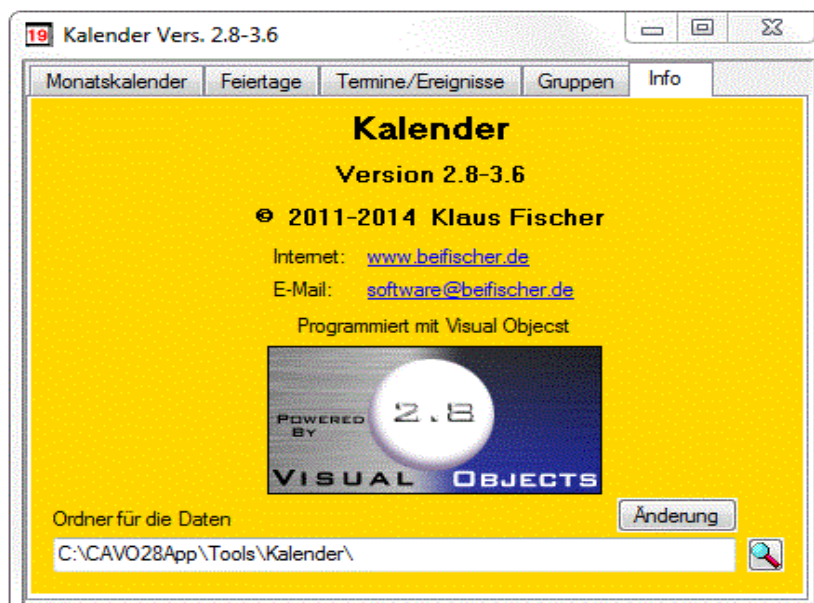 19 Kalender Vers. 2.8-3.6
Monatskalender Feiertage Termine/Ereignisse Gruppen Info
Kalender
Version 2.8-3.6
© 2011-2014 Klaus Fischer
Internet: www.beifischer.de
E-Mail: software@beifischer.de
Programmiert mit Visual Objecst
2.8
POWERED
BY
VISUAL OBJECTS
Ordner für die Daten Änderung
C:\CAVO28App\Tools\Kalender\